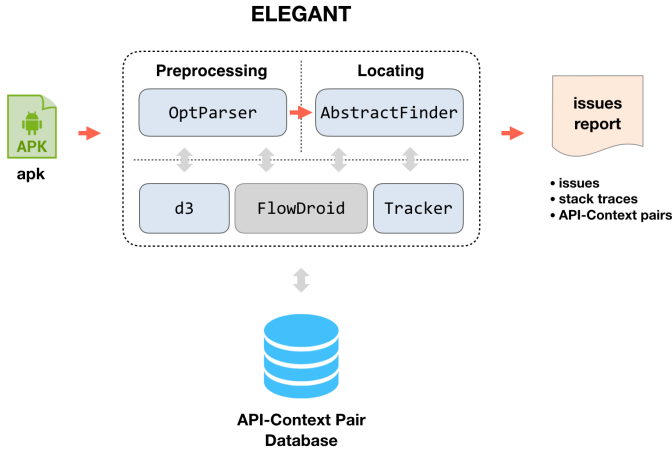 ELEGANT
Preprocessing
Locating
OptParser
AbstractFinder
APK
apk
issues
report
• issues
• stack traces
• API-Context pairs
d3
FlowDroid
Tracker
API-Context Pair
Database